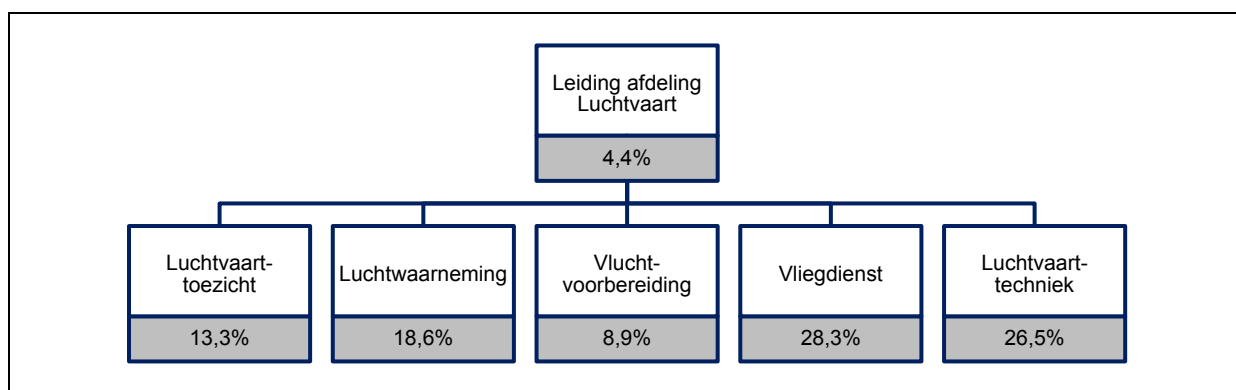 Leiding afdeling
Luchtvaart
4,4%
Luchtvaart-
toezicht
13,3%
Luchtwaarneming
18,6%
Vlucht-
voorbereiding
8,9%
Vliegdienst
28,3%
Luchtvaart-
techniek
26,5%